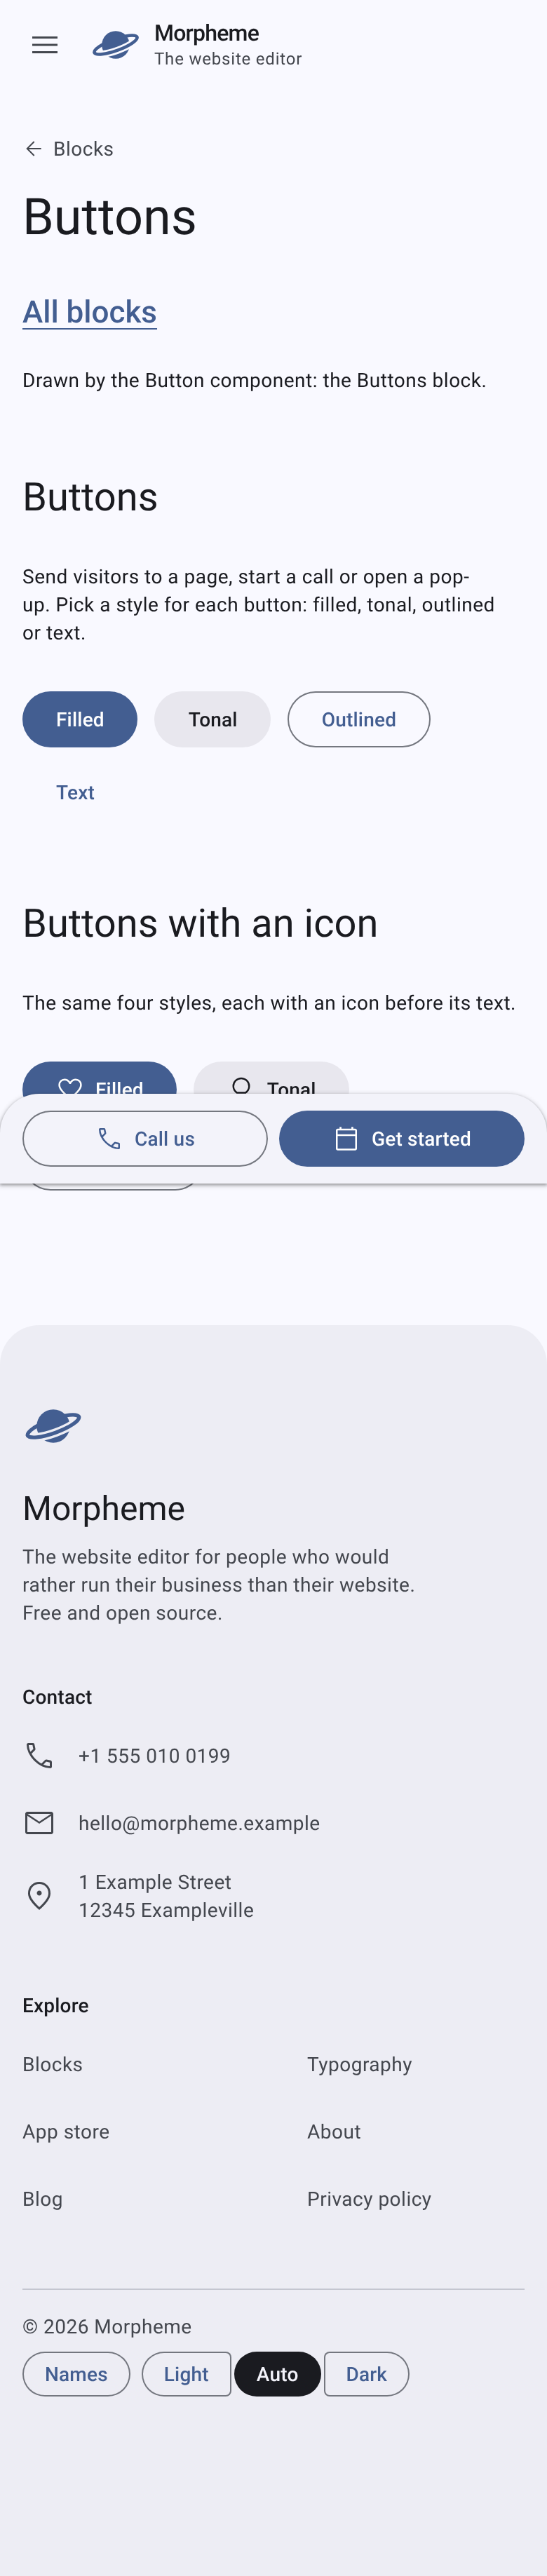 Morpheme
The website editor
Blocks
Buttons
All blocks
Drawn by the Button component: the Buttons block.
Buttons
Send visitors to a page, start a call or open a pop-
up. Pick a style for each button: filled, tonal, outlined
or text.
Filled Tonal Outlined
Text
Buttons with an icon
The same four styles, each with an icon before its text.
Filled Tonal
Call us Get started
Morpheme
The website editor for people who would
rather run their business than their website.
Free and open source.
Contact
+1 555 010 0199
hello@morpheme.example
1 Example Street
12345 Exampleville
Explore
Blocks Typography
App store About
Blog Privacy policy
© 2026 Morpheme
Names Light Auto Dark